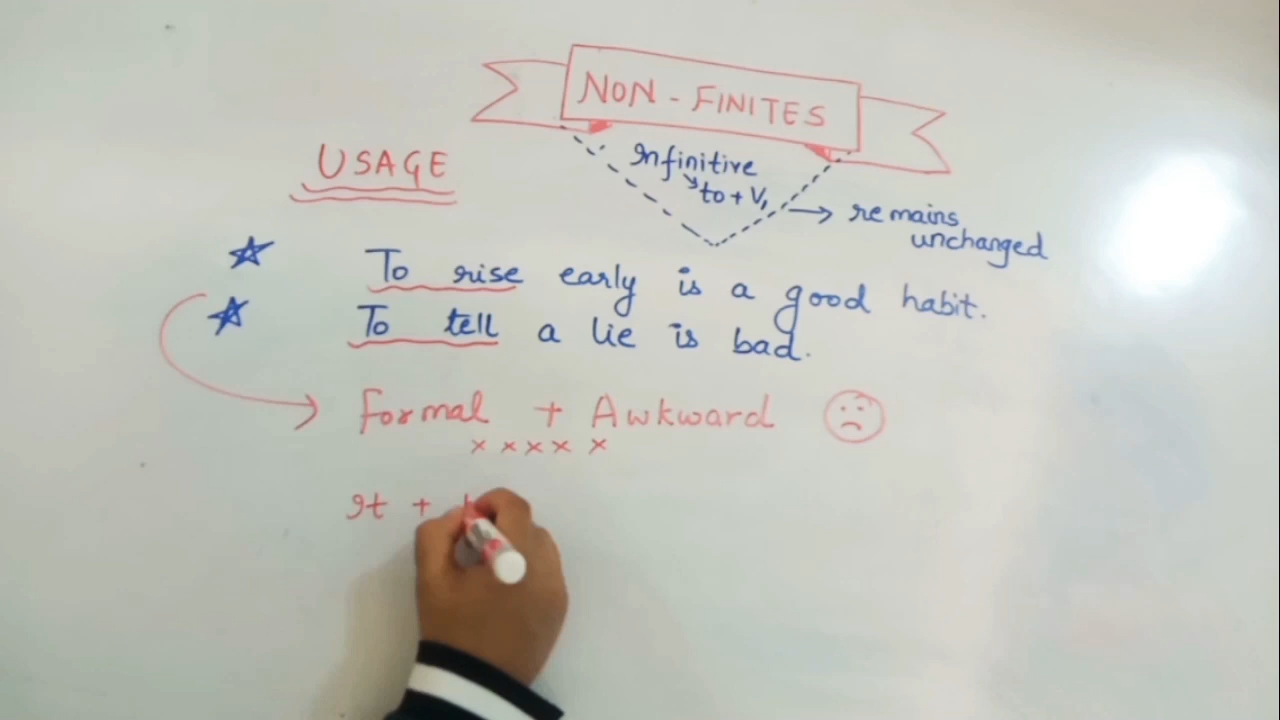 NON - FINITES
USAGE
Infinitive
to + V1
remains
unchanged
To rise early is a good habit.
To tell a lie is bad.
Formal + Awkward
x x x x x
It +